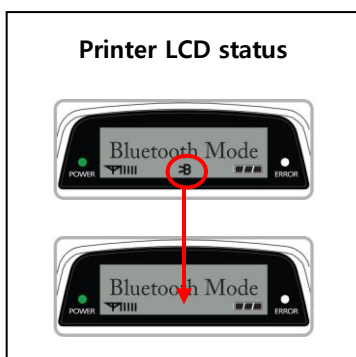 Printer LCD status
Bluetooth Mode
POWER
ERROR
Bluetooth Mode
POWER
ERROR